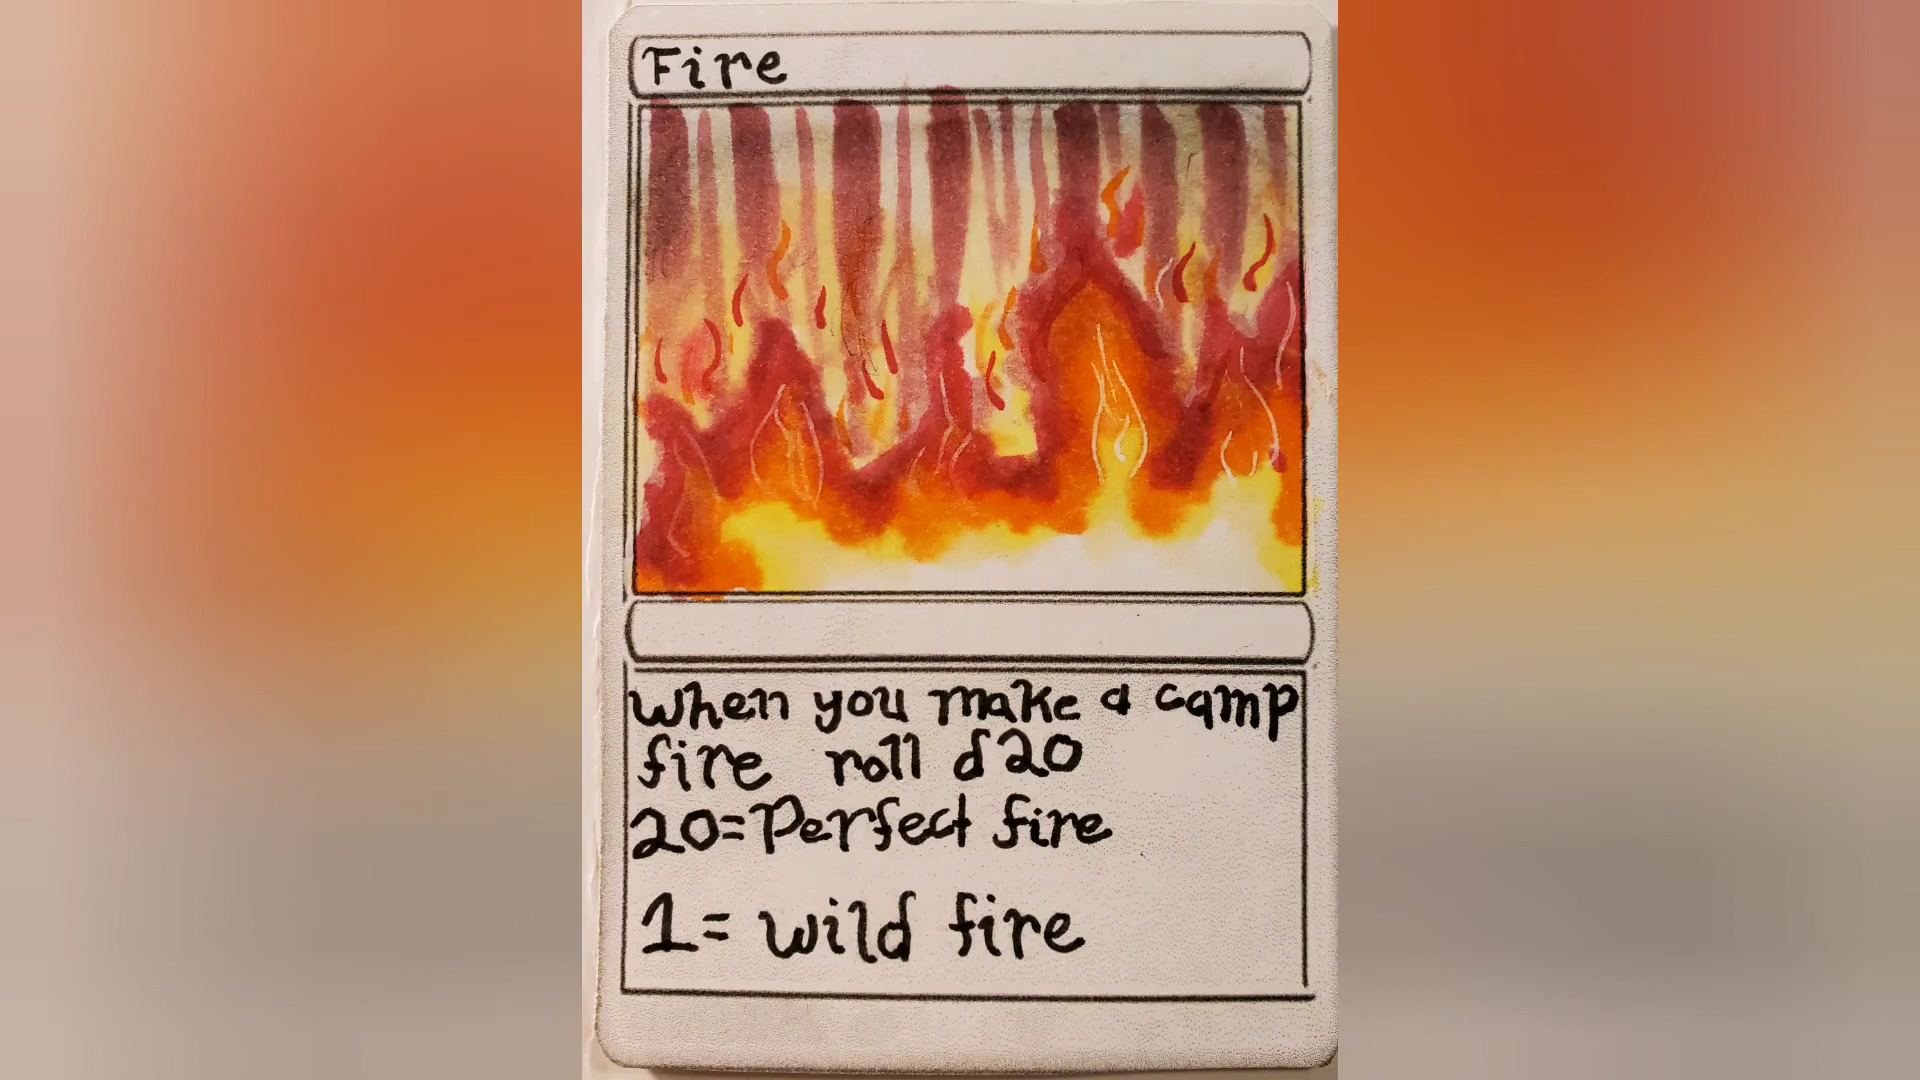 Fire
When you make a camp
fire roll d20
20=Perfect fire
1= wild fire